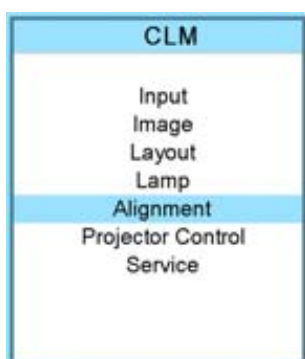 CLM
Input
Image
Layout
Lamp
Alignment
Projector Control
Service